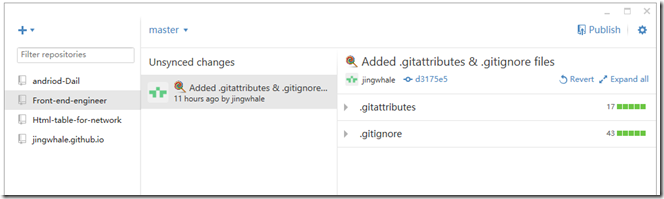 master
Publish
Filter repositories
andriod-Dail
Front-end-engineer
Html-table-for-network
jingwhale.github.io
Unsynced changes
Added .gitattributes & .gitignore...
11 hours ago by jingwhale
Added .gitattributes & .gitignore files
jingwhale d3175e5 Revert Expand all
.gitattributes 17
.gitignore 43